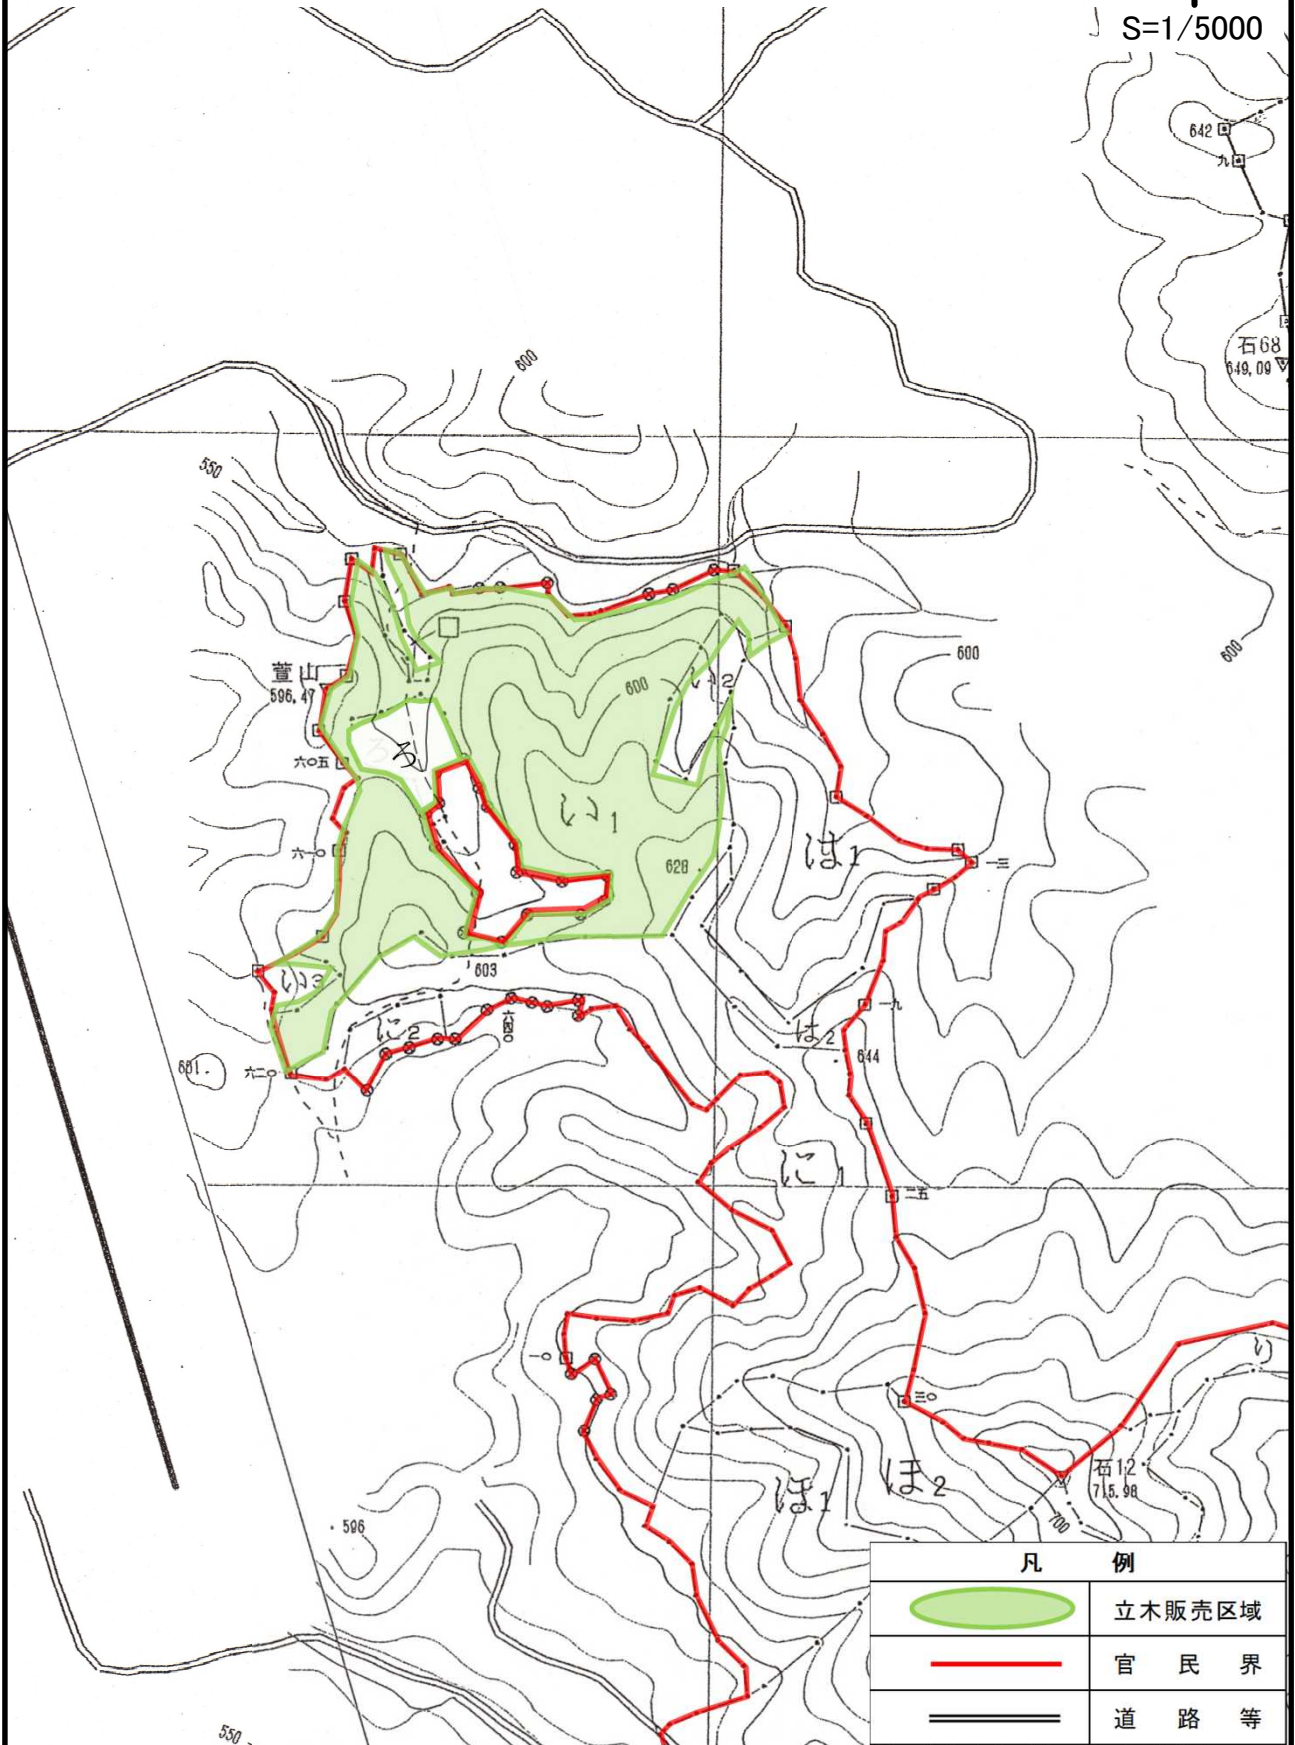 S=1/5000
642
九
石68
649.09
600
550
萱山
596.47
六〇五
ろ
600
い2
600
600
い1
は1
628
六一〇
一三
い3
603
に2
六四〇
一九
は2
644
601.
六二〇
に1
二五
一〇
三〇
り
石12
715.98
ほ1
ほ2
700
596
550
凡 例
立木販売区域
官 民 界
道 路 等